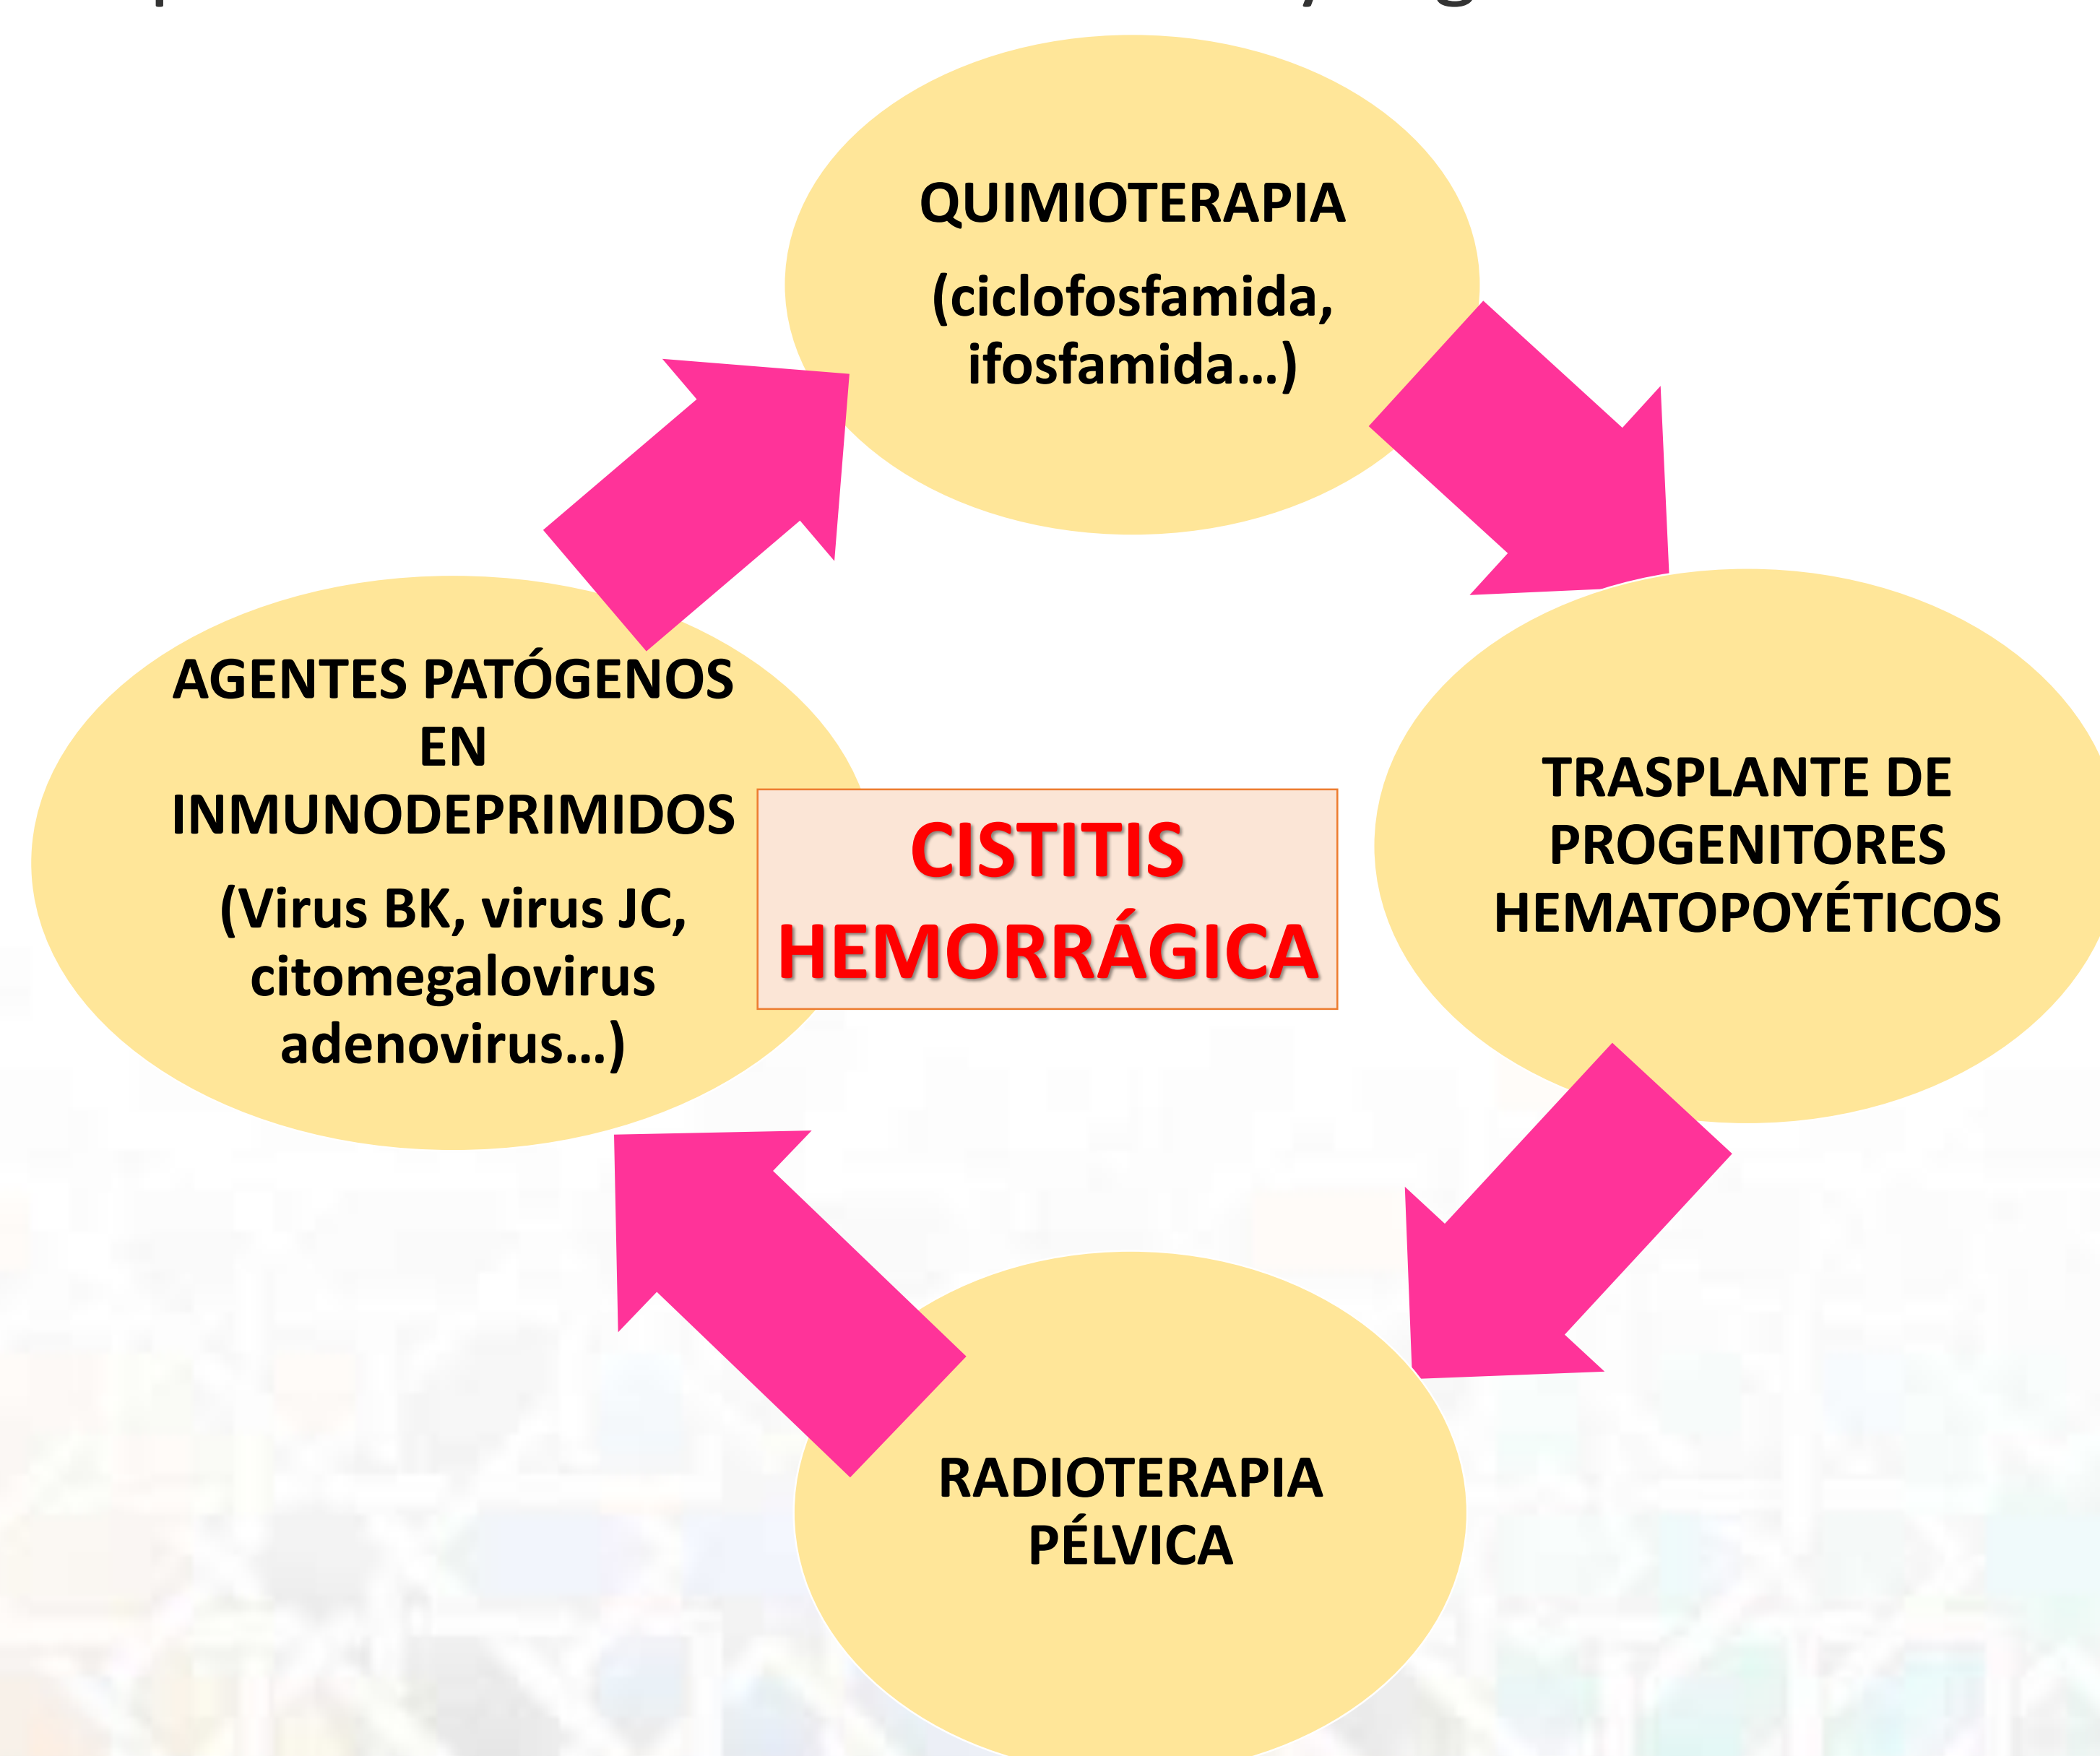 QUIMIOTERAPIA
(ciclofosfamida,
ifosfamida...)
AGENTES PATÓGENOS
EN
INMUNODEPRIMIDOS
(Virus BK, virus JC,
citomegalovirus
adenovirus...)
CISTITIS
HEMORRÁGICA
TRASPLANTE DE
PROGENITORES
HEMATOPOYÉTICOS
RADIOTERAPIA
PÉLVICA